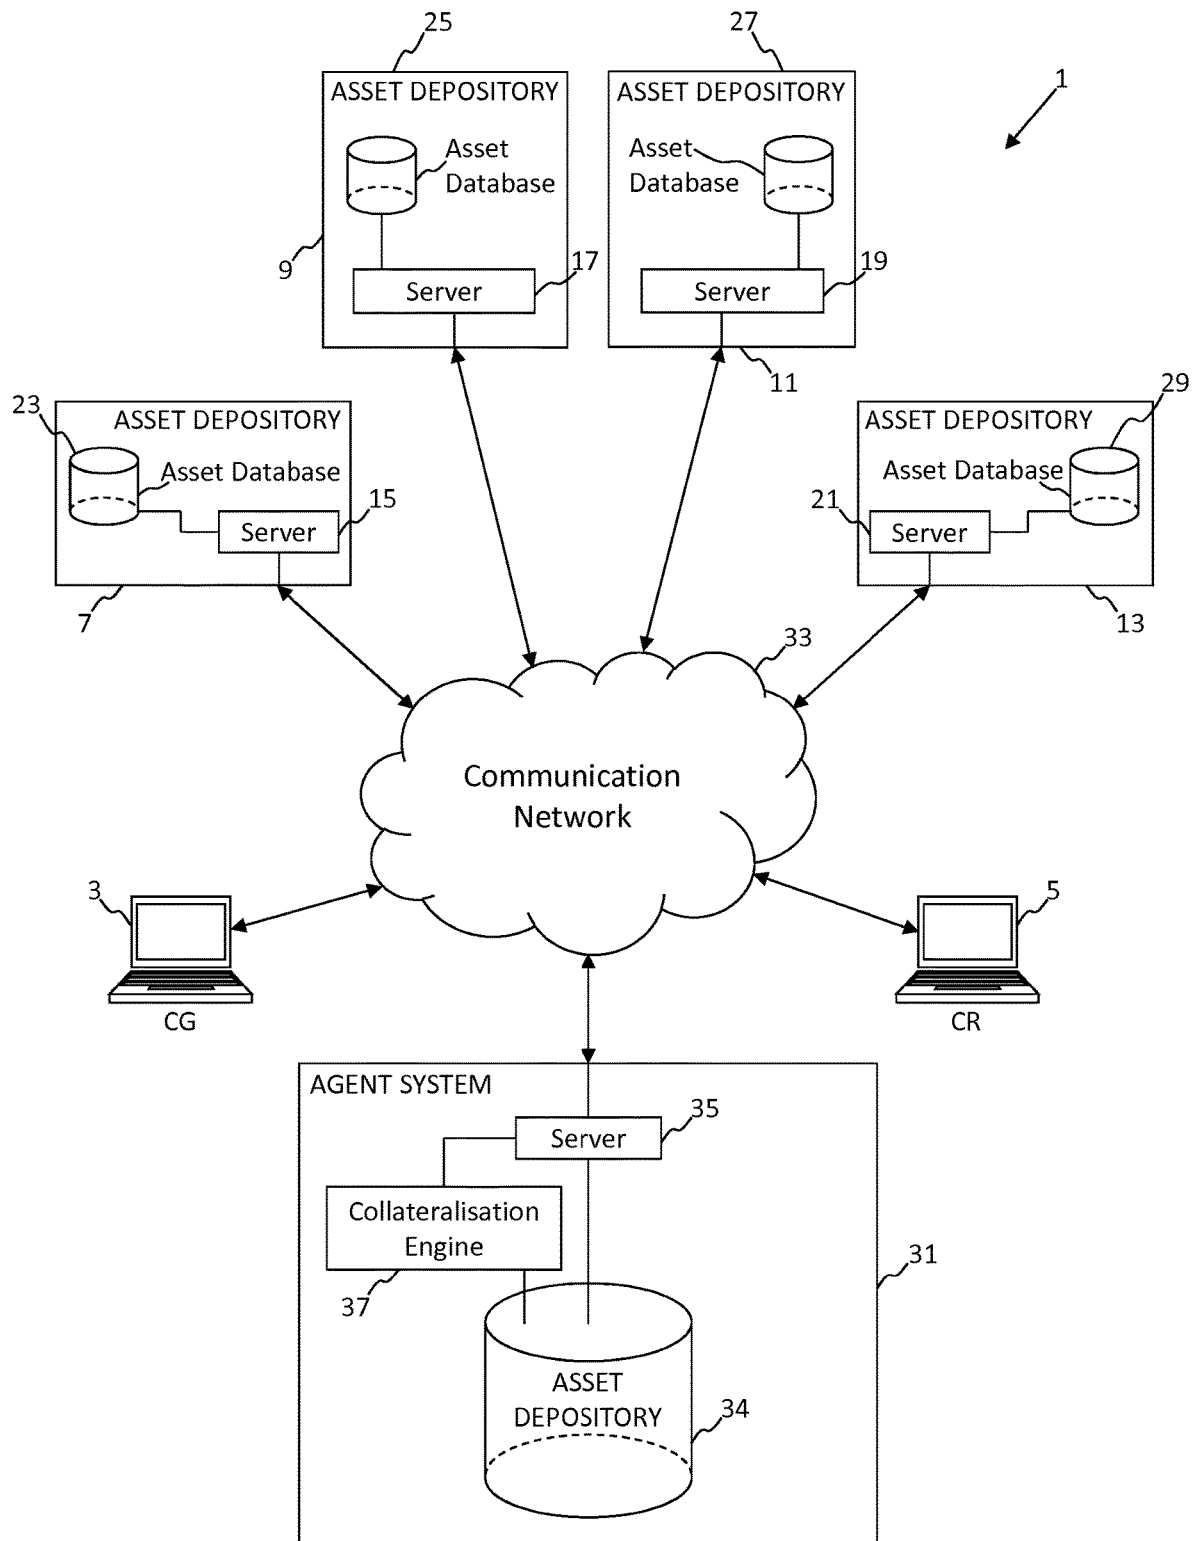 25
27
1
ASSET DEPOSITORY
ASSET DEPOSITORY
Asset
Database
Asset
Database
9
17
19
Server
Server
11
23
29
ASSET DEPOSITORY
ASSET DEPOSITORY
Asset Database
Asset Database
15
21
Server
Server
7
13
33
Communication
Network
3
5
CG
CR
AGENT SYSTEM
35
Server
Collateralisation
Engine
31
37
ASSET
DEPOSITORY
34